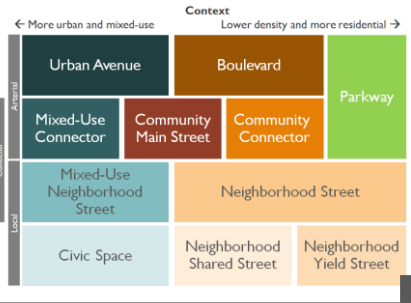 Context
← More urban and mixed-use
Lower density and more residential →
Arterial
Urban Avenue
Boulevard
Parkway
Mixed-Use
Connector
Community
Main Street
Community
Connector
Local
Mixed-Use
Neighborhood
Street
Neighborhood Street
Civic Space
Neighborhood
Shared Street
Neighborhood
Yield Street